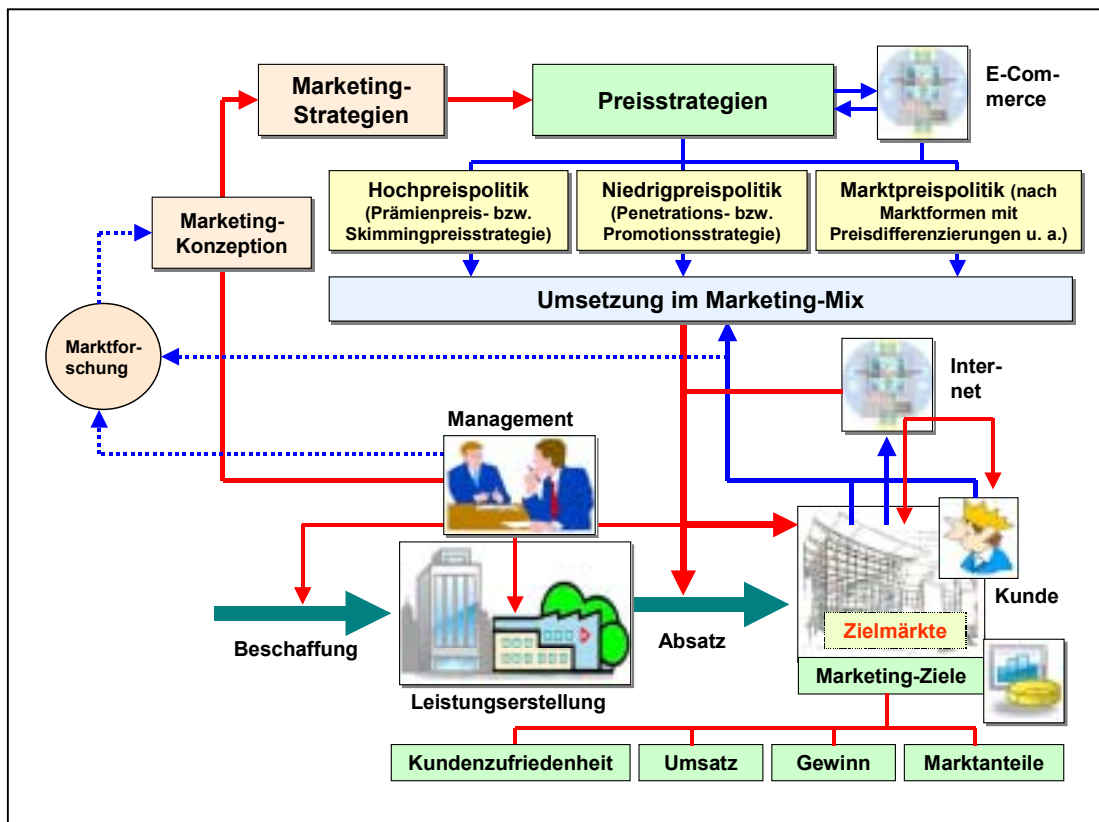 Marketing-
Strategien
Preisstrategien
E-Com-
merce
Hochpreispolitik
(Prämienpreis- bzw.
Skimmingpreisstrategie)
Niedrigpreispolitik
(Penetrations- bzw.
Promotionsstrategie)
Marktpreispolitik (nach
Marktformen mit
Preisdifferenzierungen u. a.)
Marketing-
Konzeption
Umsetzung im Marketing-Mix
Marktfor-
schung
Inter-
net
Management
Kunde
Beschaffung
Absatz
Zielmärkte
Leistungserstellung
Marketing-Ziele
Kundenzufriedenheit
Umsatz
Gewinn
Marktanteile